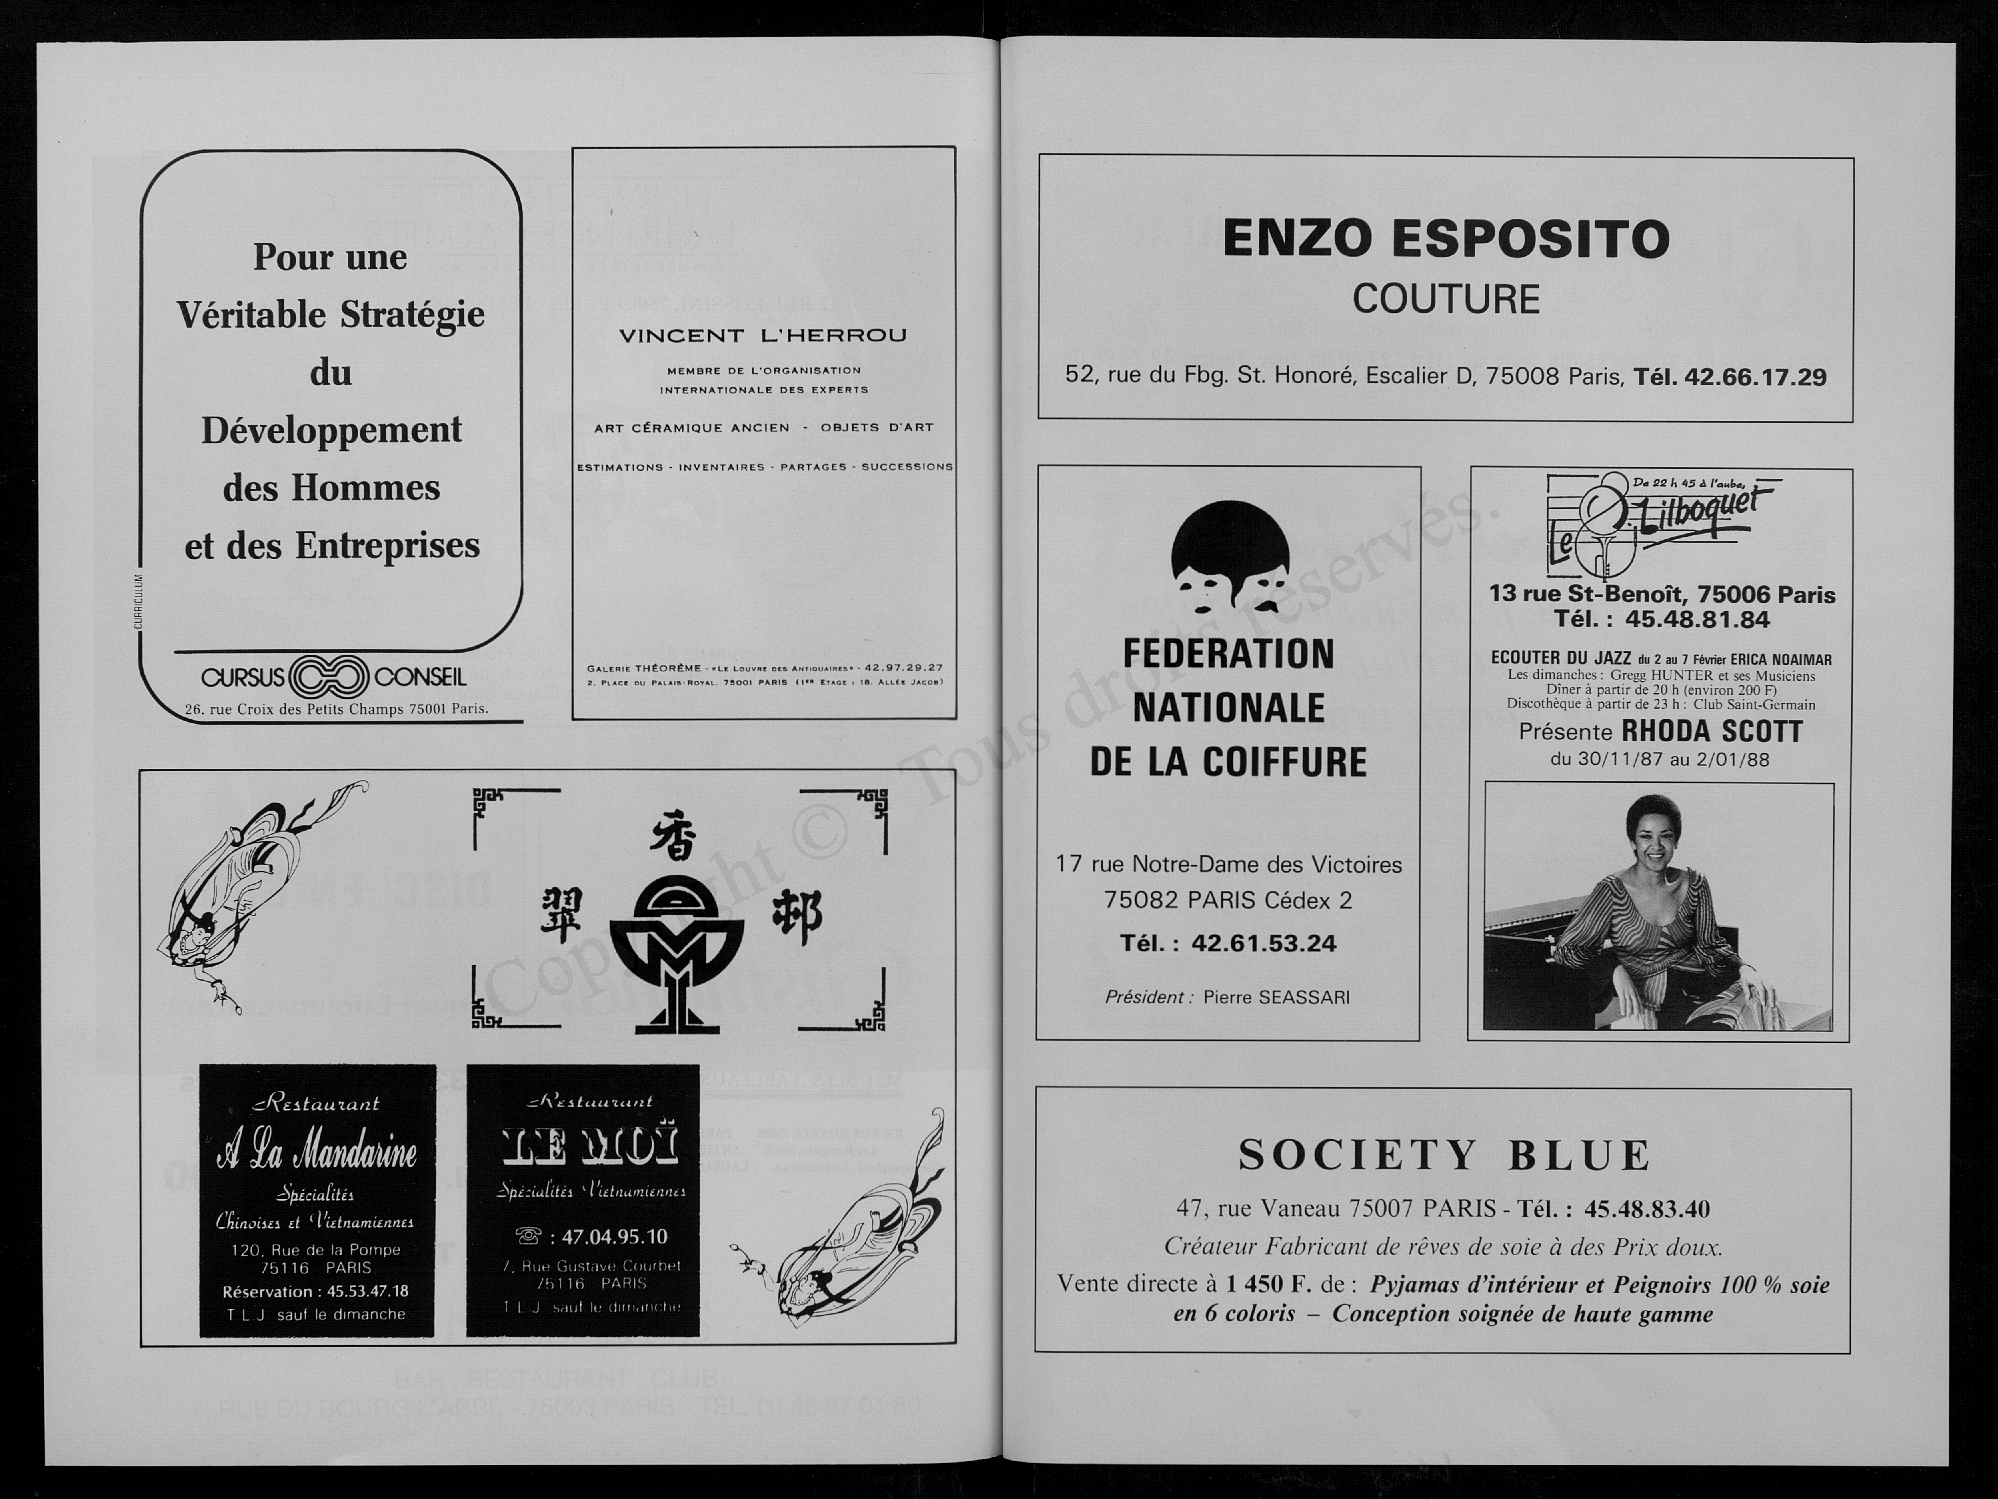 Pour une
Véritable Stratégie
du
Développement
des Hommes
et des Entreprises
CURRICULUM
CURSUS CONSEIL
26, rue Croix des Petits Champs 75001 Paris.
VINCENT L'HERROU
MEMBRE DE L'ORGANISATION
INTERNATIONALE DES EXPERTS
ART CÉRAMIQUE ANCIEN - OBJETS D'ART
ESTIMATIONS - INVENTAIRES - PARTAGES - SUCCESSIONS
GALERIE THÉORÈME - «LE LOUVRE DES ANTIQUAIRES» - 42.97.29.27
2, PLACE DU PALAIS-ROYAL, 75001 PARIS (1ER ETAGE : 18, ALLÉE JACOB)
香
翠 邨
Restaurant
A La Mandarine
Spécialités
Chinoises et Vietnamiennes
120, Rue de la Pompe
75116 PARIS
Réservation : 45.53.47.18
T L J sauf le dimanche
Restaurant
LE MOÏ
Spécialités Vietnamiennes
☎ : 47.04.95.10
7, Rue Gustave Courbet
75116 PARIS
T L J sauf le dimanche
ENZO ESPOSITO
COUTURE
52, rue du Fbg. St. Honoré, Escalier D, 75008 Paris, Tél. 42.66.17.29
FEDERATION
NATIONALE
DE LA COIFFURE
17 rue Notre-Dame des Victoires
75082 PARIS Cédex 2
Tél. : 42.61.53.24
Président : Pierre SEASSARI
De 22 h 45 à l'aube,
Le Bilboquet
13 rue St-Benoît, 75006 Paris
Tél. : 45.48.81.84
ECOUTER DU JAZZ du 2 au 7 Février ERICA NOAIMAR
Les dimanches : Gregg HUNTER et ses Musiciens
Dîner à partir de 20 h (environ 200 F)
Discothèque à partir de 23 h : Club Saint-Germain
Présente RHODA SCOTT
du 30/11/87 au 2/01/88
SOCIETY BLUE
47, rue Vaneau 75007 PARIS - Tél. : 45.48.83.40
Créateur Fabricant de rêves de soie à des Prix doux.
Vente directe à 1 450 F. de : Pyjamas d'intérieur et Peignoirs 100 % soie
en 6 coloris – Conception soignée de haute gamme
Copyright © Tous droits réservés.